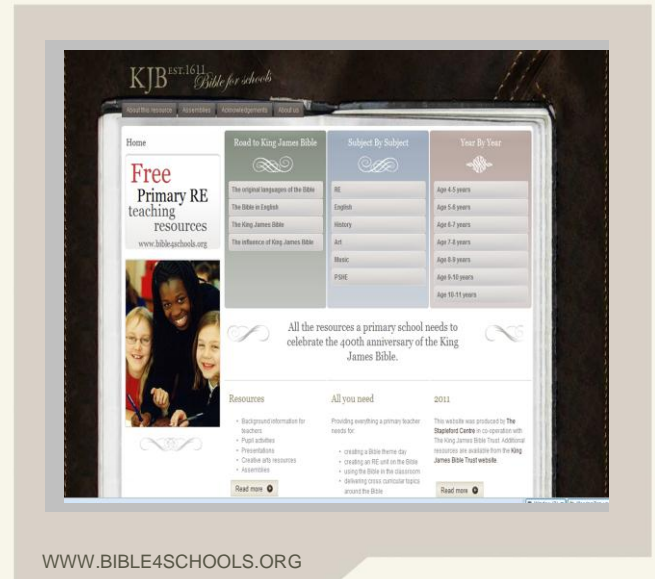 KJB EST.1611
Bible for schools
About this resource Assemblies Acknowledgements About us
Home
Free
Primary RE
teaching
resources
www.bible4schools.org
Road to King James Bible
The original languages of the Bible
The Bible in English
The King James Bible
The influence of King James Bible
Subject By Subject
RE
English
History
Art
Music
PSHE
Year By Year
Age 4-5 years
Age 5-6 years
Age 6-7 years
Age 7-8 years
Age 8-9 years
Age 9-10 years
Age 10-11 years
All the resources a primary school needs to
celebrate the 400th anniversary of the King
James Bible.
Resources
• Background information for
teachers
• Pupil activities
• Presentations
• Creative arts resources
• Assemblies
Read more
All you need
Providing everything a primary teacher
needs for:
• creating a Bible theme day
• creating an RE unit on the Bible
• using the Bible in the classroom
• delivering cross curricular topics
around the Bible
2011
This website was produced by The
Stapleford Centre in co-operation with
The King James Bible Trust. Additional
resources are available from the King
James Bible Trust website.
Read more
WWW.BIBLE4SCHOOLS.ORG